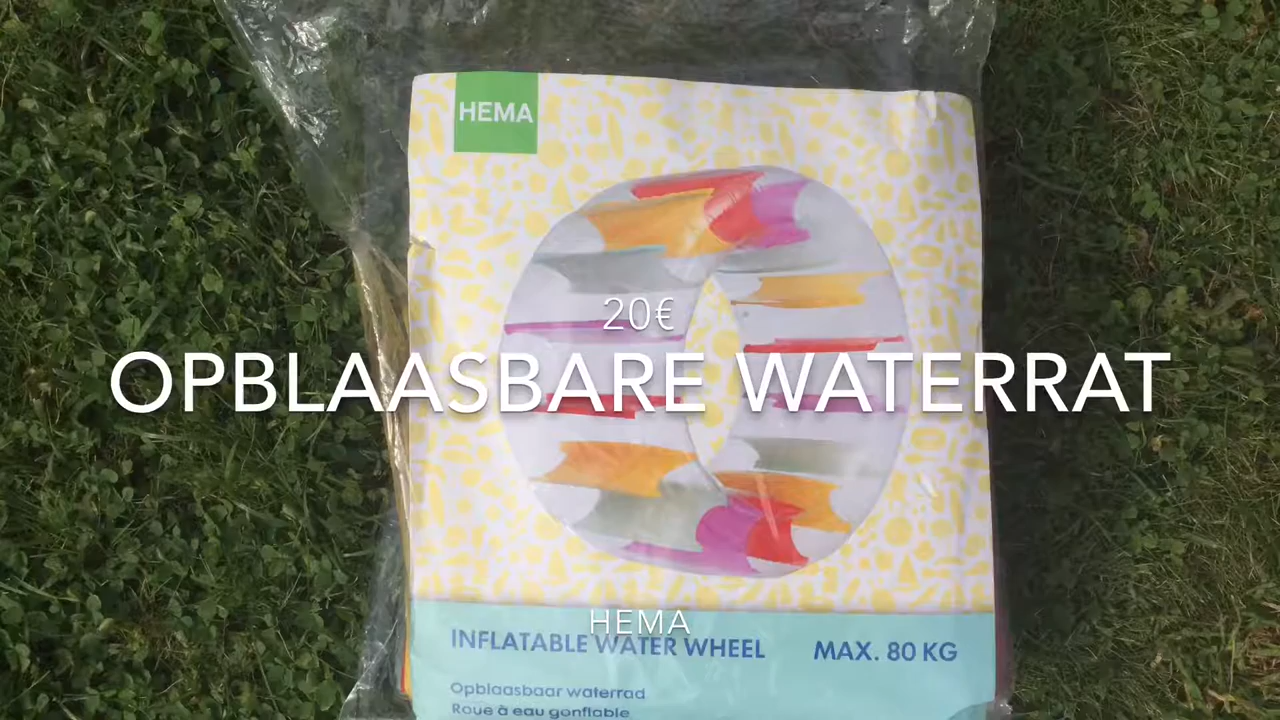 HEMA
20€
OPBLAASBARE WATERRAT
HEMA
INFLATABLE WATER WHEEL MAX. 80 KG
Opblaasbaar waterrad
Roue à eau gonflable